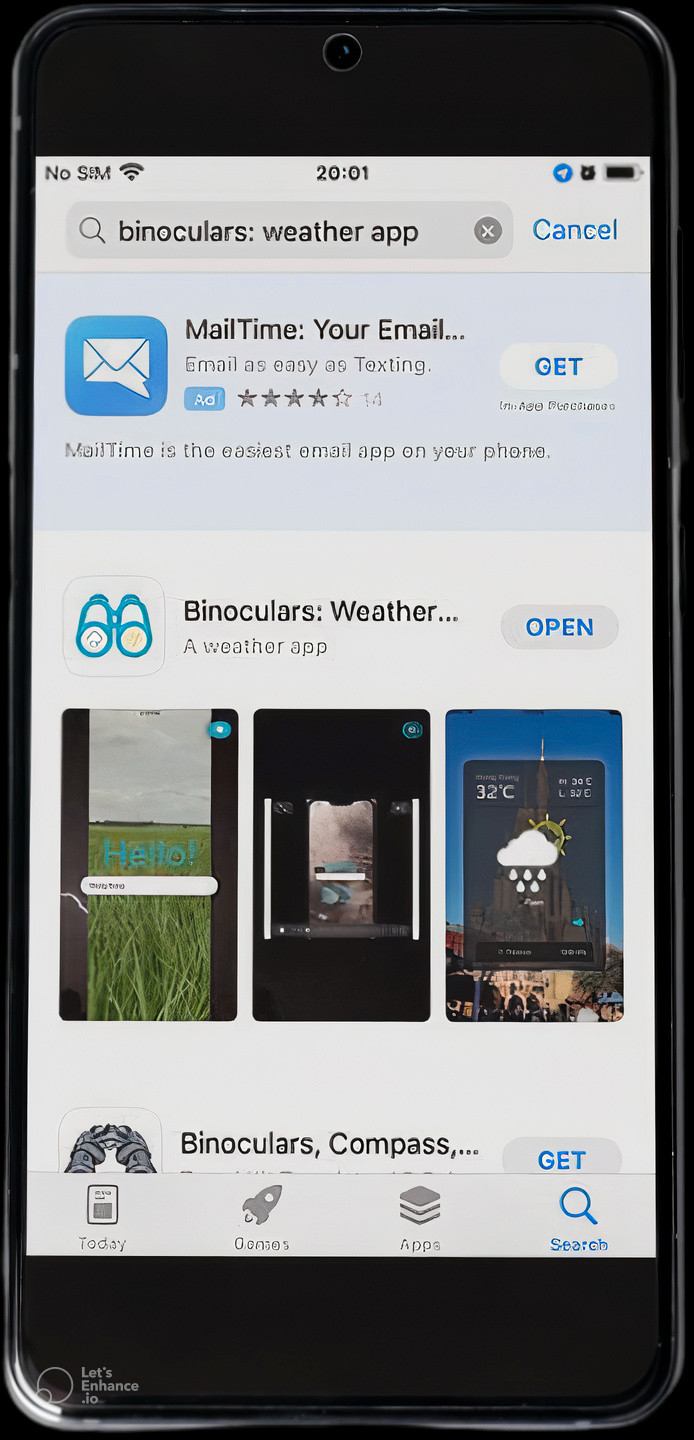 No SIM
20:01
binoculars: weather app
Cancel
MailTime: Your Email...
Email as easy as Texting.
GET
Ad
14
In-App Purchases
MailTime is the easiest email app on your phone.
Binoculars: Weather...
A weather app
OPEN
Hello!
32°C
Binoculars, Compass,...
GET
Today
Games
Apps
Search
Let's
Enhance
.io